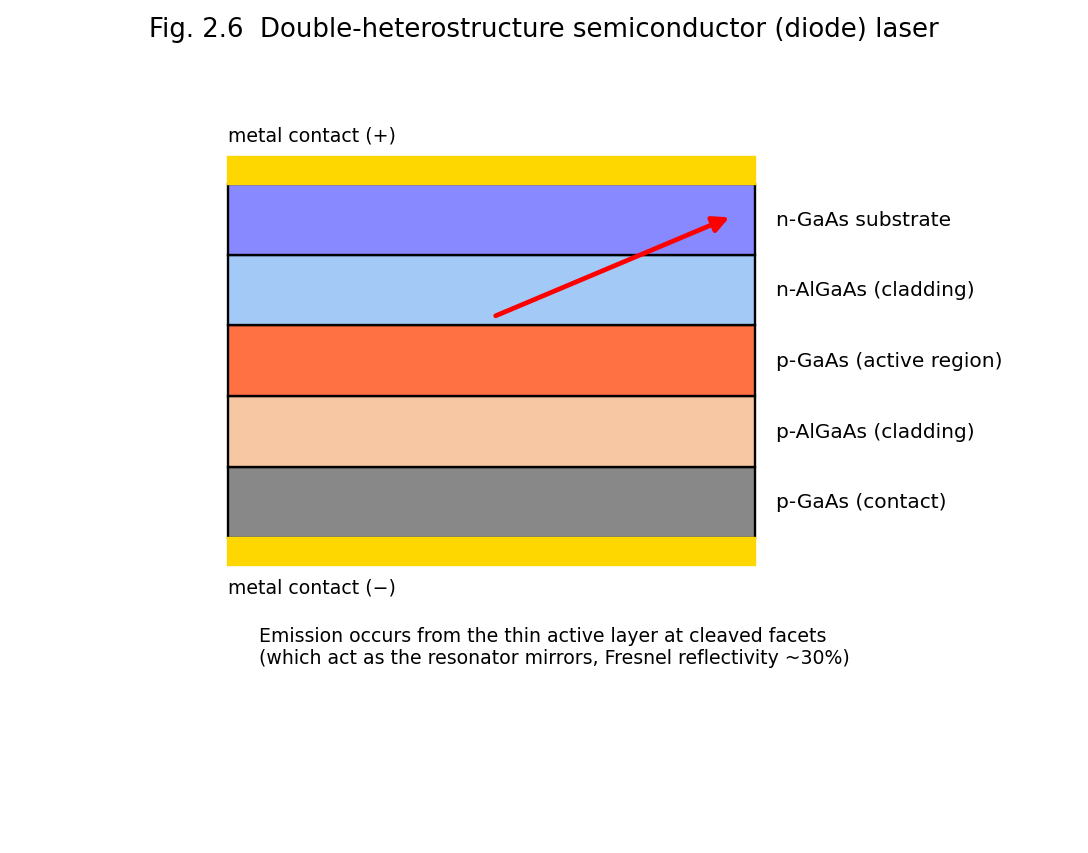 Fig. 2.6  Double-heterostructure semiconductor (diode) laser
metal contact (+)
n-GaAs substrate
n-AlGaAs (cladding)
p-GaAs (active region)
p-AlGaAs (cladding)
p-GaAs (contact)
metal contact (−)
Emission occurs from the thin active layer at cleaved facets
(which act as the resonator mirrors, Fresnel reflectivity ~30%)